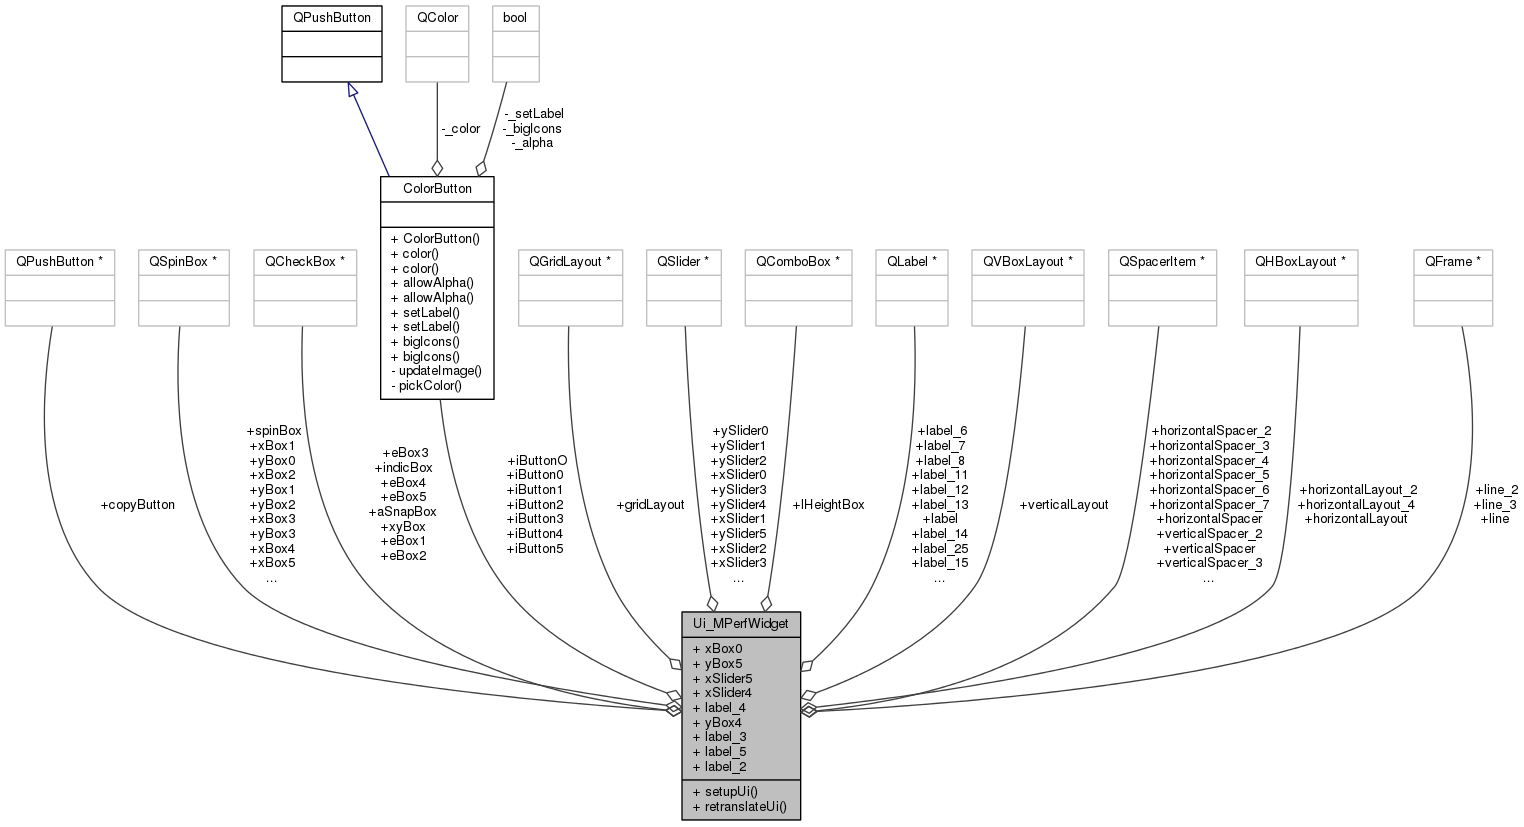 QPushButton
QColor
bool
-_color
-_setLabel
-_bigIcons
-_alpha
ColorButton
+ ColorButton()
+ color()
+ color()
+ allowAlpha()
+ allowAlpha()
+ setLabel()
+ setLabel()
+ bigIcons()
+ bigIcons()
- updateImage()
- pickColor()
QPushButton *
QSpinBox *
QCheckBox *
QGridLayout *
QSlider *
QComboBox *
QLabel *
QVBoxLayout *
QSpacerItem *
QHBoxLayout *
QFrame *
+copyButton
+spinBox
+xBox1
+yBox0
+xBox2
+yBox1
+yBox2
+xBox3
+yBox3
+xBox4
+xBox5
...
+eBox3
+indicBox
+eBox4
+eBox5
+aSnapBox
+xyBox
+eBox1
+eBox2
+iButtonO
+iButton0
+iButton1
+iButton2
+iButton3
+iButton4
+iButton5
+gridLayout
+ySlider0
+ySlider1
+ySlider2
+xSlider0
+ySlider3
+ySlider4
+xSlider1
+ySlider5
+xSlider2
+xSlider3
...
+lHeightBox
+label_6
+label_7
+label_8
+label_11
+label_12
+label_13
+label
+label_14
+label_25
+label_15
...
+verticalLayout
+horizontalSpacer_2
+horizontalSpacer_3
+horizontalSpacer_4
+horizontalSpacer_5
+horizontalSpacer_6
+horizontalSpacer_7
+horizontalSpacer
+verticalSpacer_2
+verticalSpacer
+verticalSpacer_3
...
+horizontalLayout_2
+horizontalLayout_4
+horizontalLayout
+line_2
+line_3
+line
Ui_MPerfWidget
+ xBox0
+ yBox5
+ xSlider5
+ xSlider4
+ label_4
+ yBox4
+ label_3
+ label_5
+ label_2
+ setupUi()
+ retranslateUi()